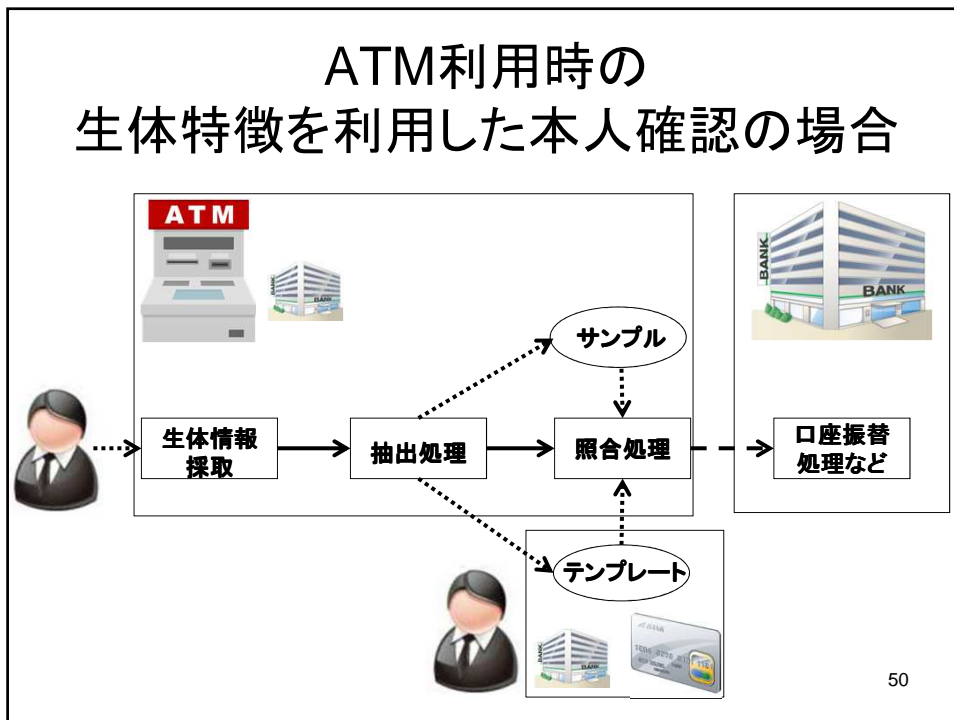 ATM利用時の
生体特徴を利用した本人確認の場合
ATM
BANK
BANK
サンプル
生体情報
採取
抽出処理
照合処理
口座振替
処理など
テンプレート
BANK
50